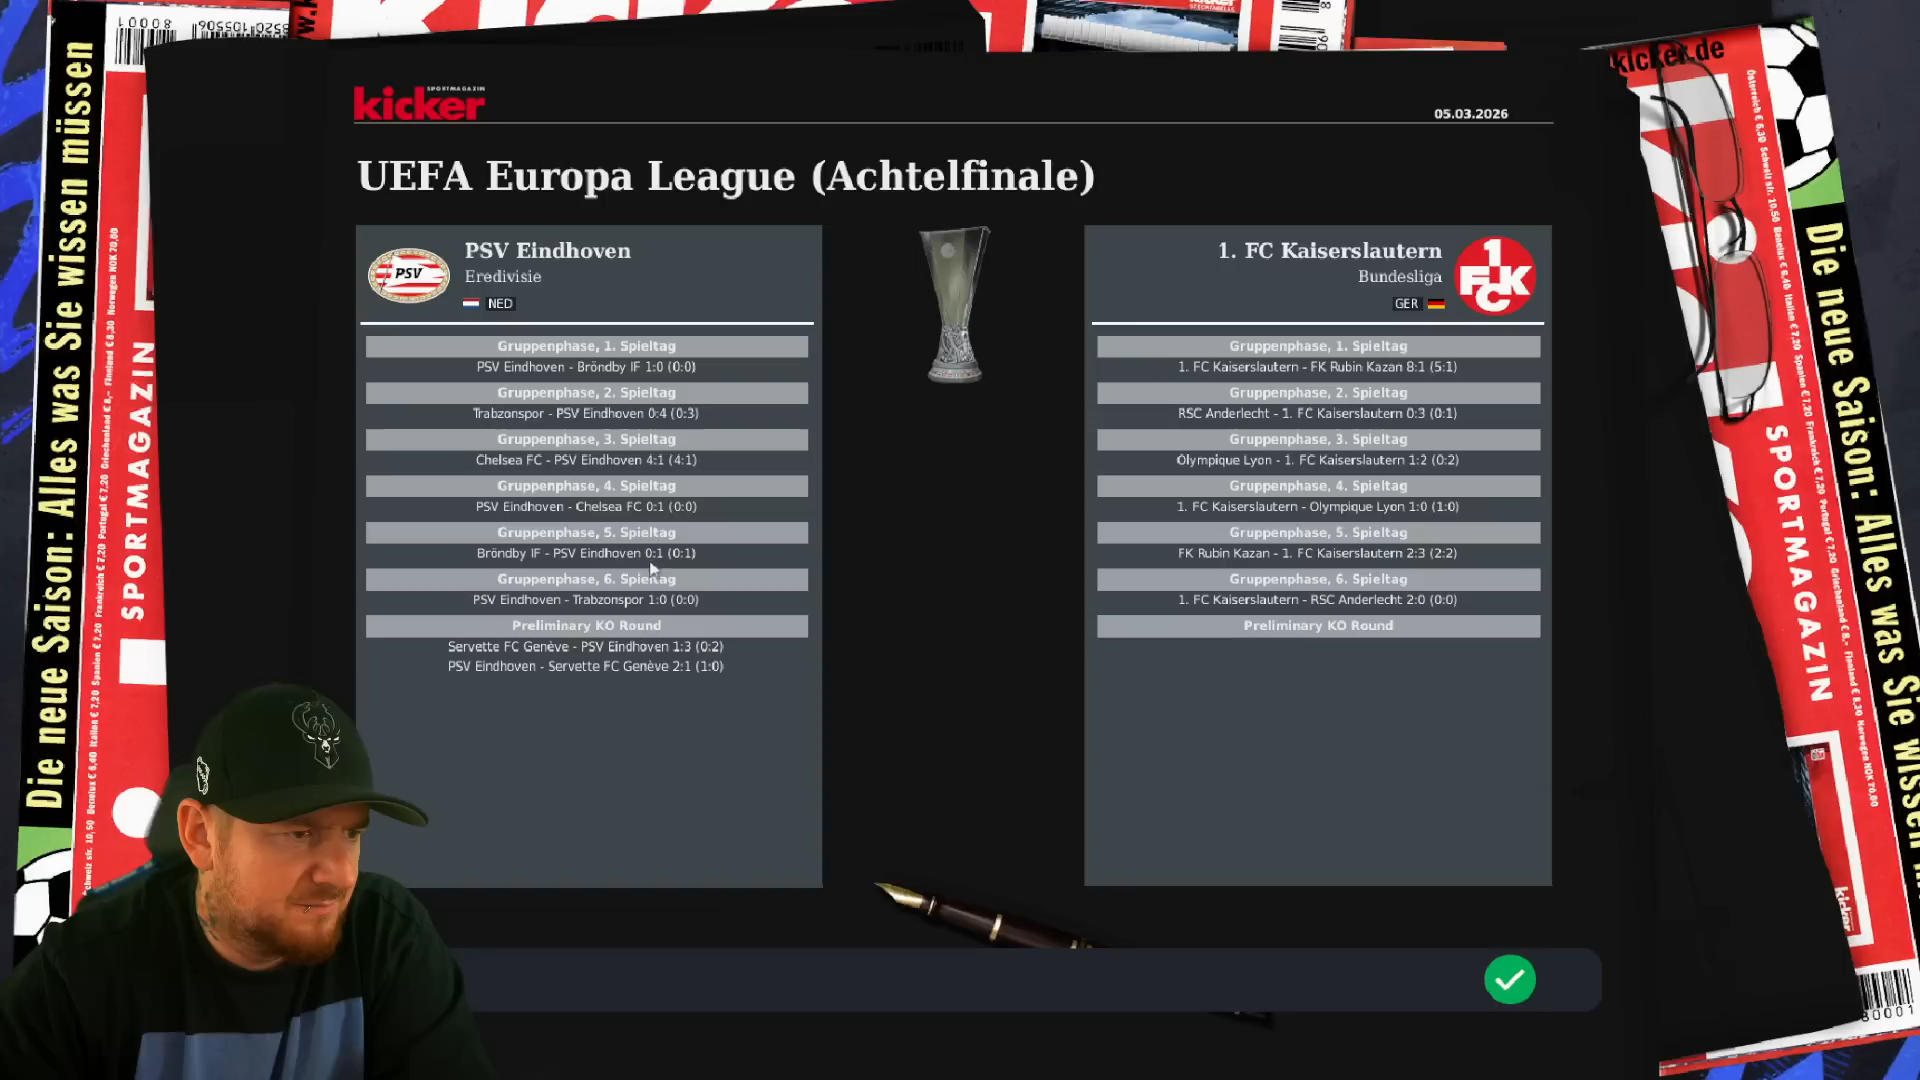 kicker
SPORTMAGAZIN
05.03.2026
UEFA Europa League (Achtelfinale)
PSV
PSV Eindhoven
Eredivisie
NED
Gruppenphase, 1. Spieltag
PSV Eindhoven - Bröndby IF 1:0 (0:0)
Gruppenphase, 2. Spieltag
Trabzonspor - PSV Eindhoven 0:4 (0:3)
Gruppenphase, 3. Spieltag
Chelsea FC - PSV Eindhoven 4:1 (4:1)
Gruppenphase, 4. Spieltag
PSV Eindhoven - Chelsea FC 0:1 (0:0)
Gruppenphase, 5. Spieltag
Bröndby IF - PSV Eindhoven 0:1 (0:1)
Gruppenphase, 6. Spieltag
PSV Eindhoven - Trabzonspor 1:0 (0:0)
Preliminary KO Round
Servette FC Genève - PSV Eindhoven 1:3 (0:2)
PSV Eindhoven - Servette FC Genève 2:1 (1:0)
1. FC Kaiserslautern
Bundesliga
GER
1
FCK
Gruppenphase, 1. Spieltag
1. FC Kaiserslautern - FK Rubin Kazan 8:1 (5:1)
Gruppenphase, 2. Spieltag
RSC Anderlecht - 1. FC Kaiserslautern 0:3 (0:1)
Gruppenphase, 3. Spieltag
Olympique Lyon - 1. FC Kaiserslautern 1:2 (0:2)
Gruppenphase, 4. Spieltag
1. FC Kaiserslautern - Olympique Lyon 1:0 (1:0)
Gruppenphase, 5. Spieltag
FK Rubin Kazan - 1. FC Kaiserslautern 2:3 (2:2)
Gruppenphase, 6. Spieltag
1. FC Kaiserslautern - RSC Anderlecht 2:0 (0:0)
Preliminary KO Round
Die neue Saison: Alles was Sie wissen müssen
SPORTMAGAZIN
80001
kicker.de
Die neue Saison: Alles was Sie wissen
SPORTMAGAZIN
kicker
80001